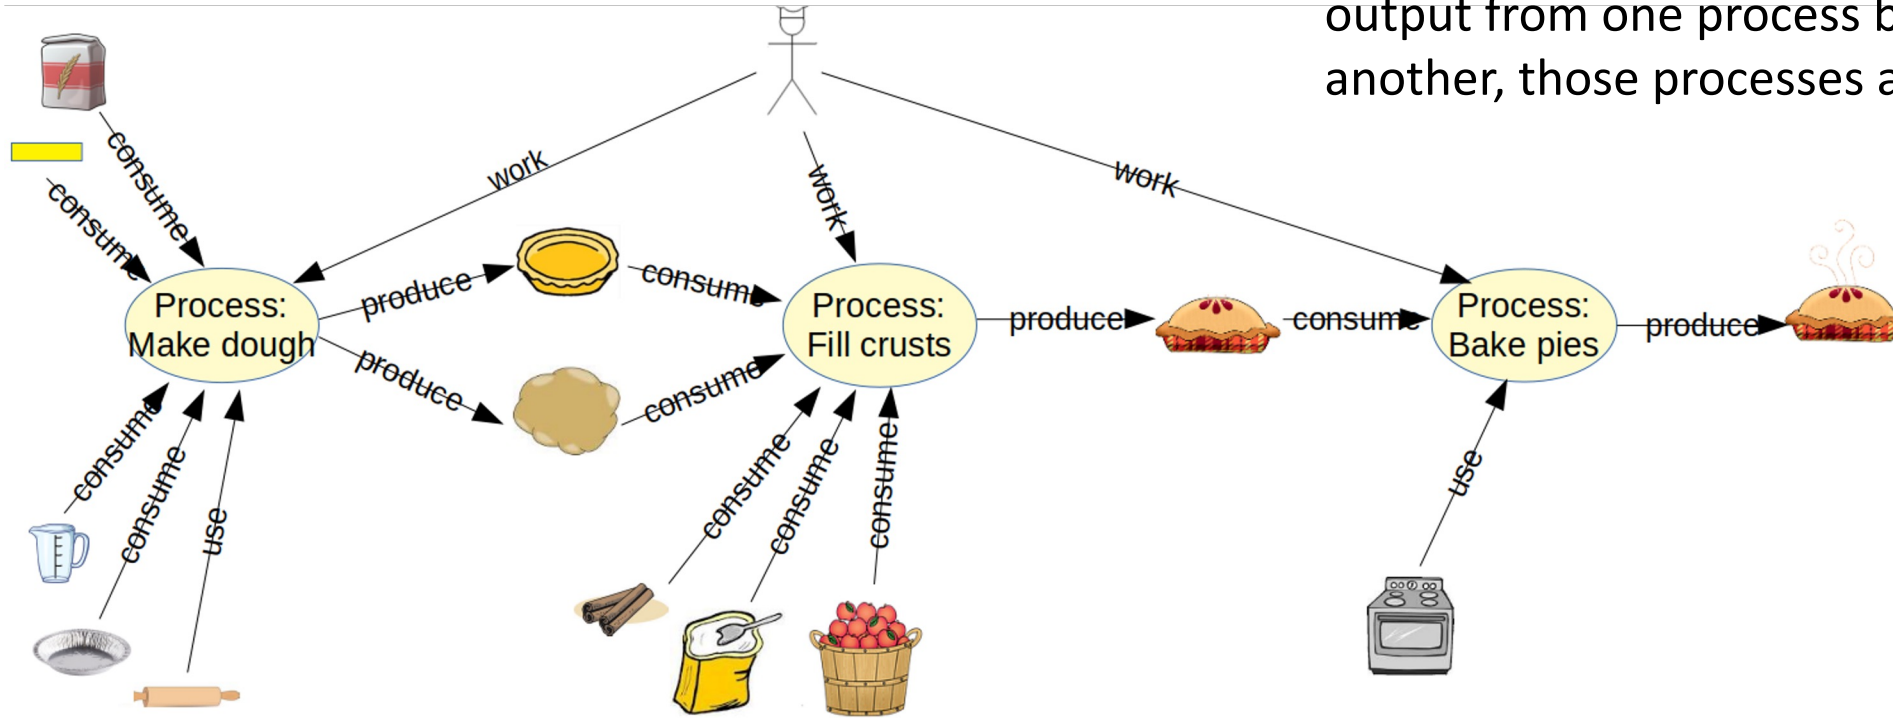 output from one process b
another, those processes a
consume
consume
work
work
work
produce
consume
Process:
Make dough
Process:
Fill crusts
produce
consume
Process:
Bake pies
produce
produce
consume
consume
consume
use
consume
consume
consume
use